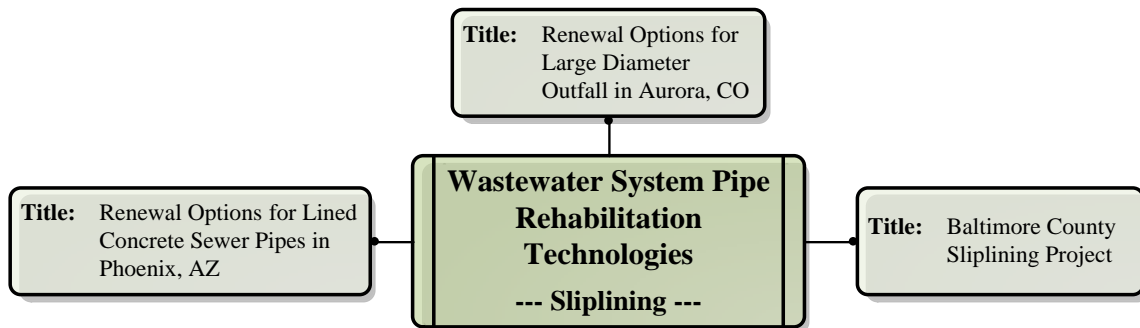 Title: Renewal Options for
Large Diameter
Outfall in Aurora, CO
Wastewater System Pipe
Rehabilitation
Technologies
--- Sliplining ---
Title: Renewal Options for Lined
Concrete Sewer Pipes in
Phoenix, AZ
Title: Baltimore County
Sliplining Project